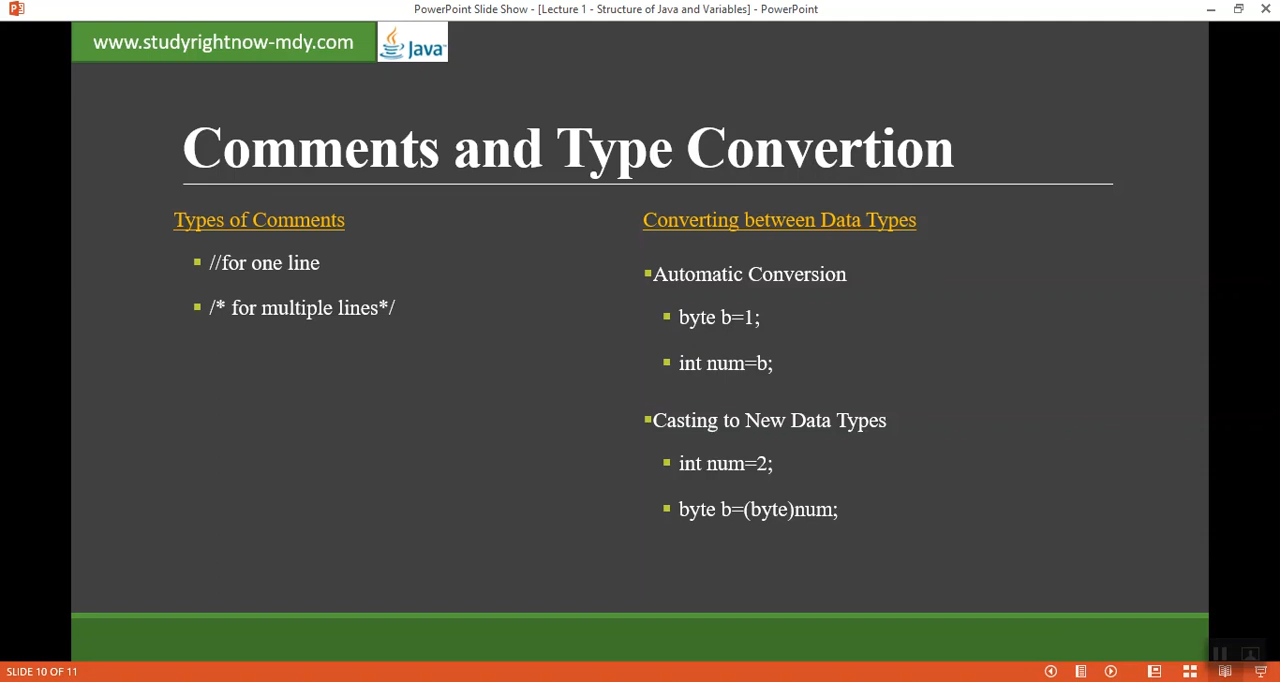 PowerPoint Slide Show - [Lecture 1 - Structure of Java and Variables] - PowerPoint
www.studyrightnow-mdy.com
Java
Comments and Type Convertion
Types of Comments
//for one line
/* for multiple lines*/
Converting between Data Types
Automatic Conversion
byte b=1;
int num=b;
Casting to New Data Types
int num=2;
byte b=(byte)num;
SLIDE 10 OF 11